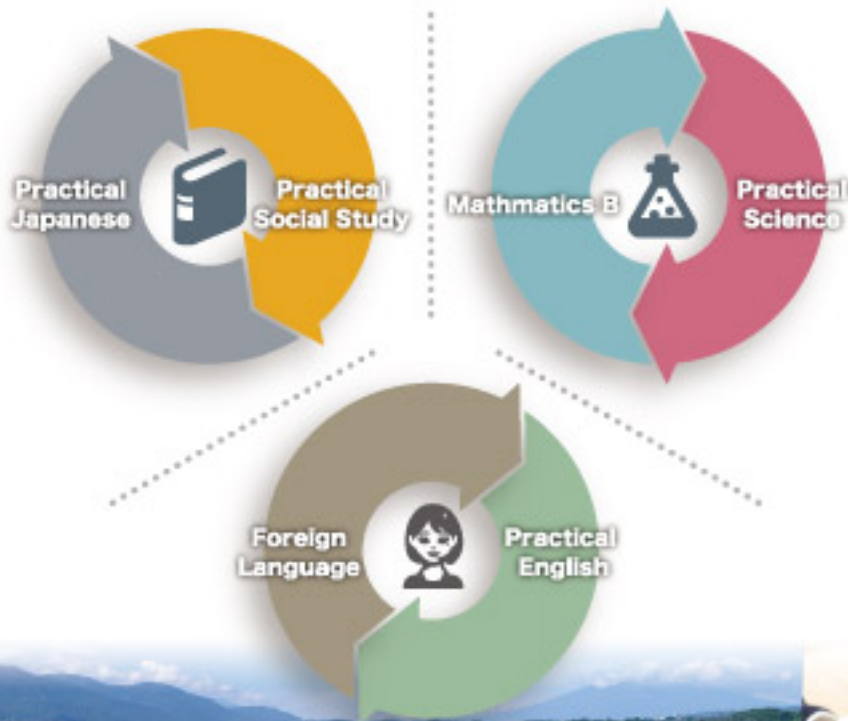 Practical
Japanese
Practical
Social Study
Mathmatics B
Practical
Science
Foreign
Language
Practical
English